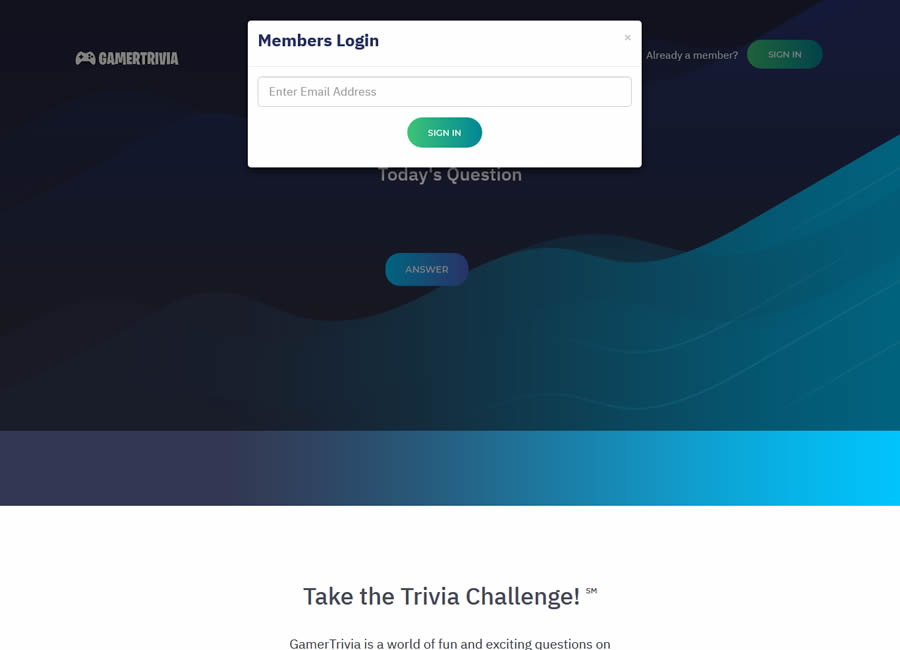 Members Login
×
GAMERTRIVIA
Already a member?
SIGN IN
Enter Email Address
SIGN IN
Today's Question
ANSWER
Take the Trivia Challenge! ℠
GamerTrivia is a world of fun and exciting questions on